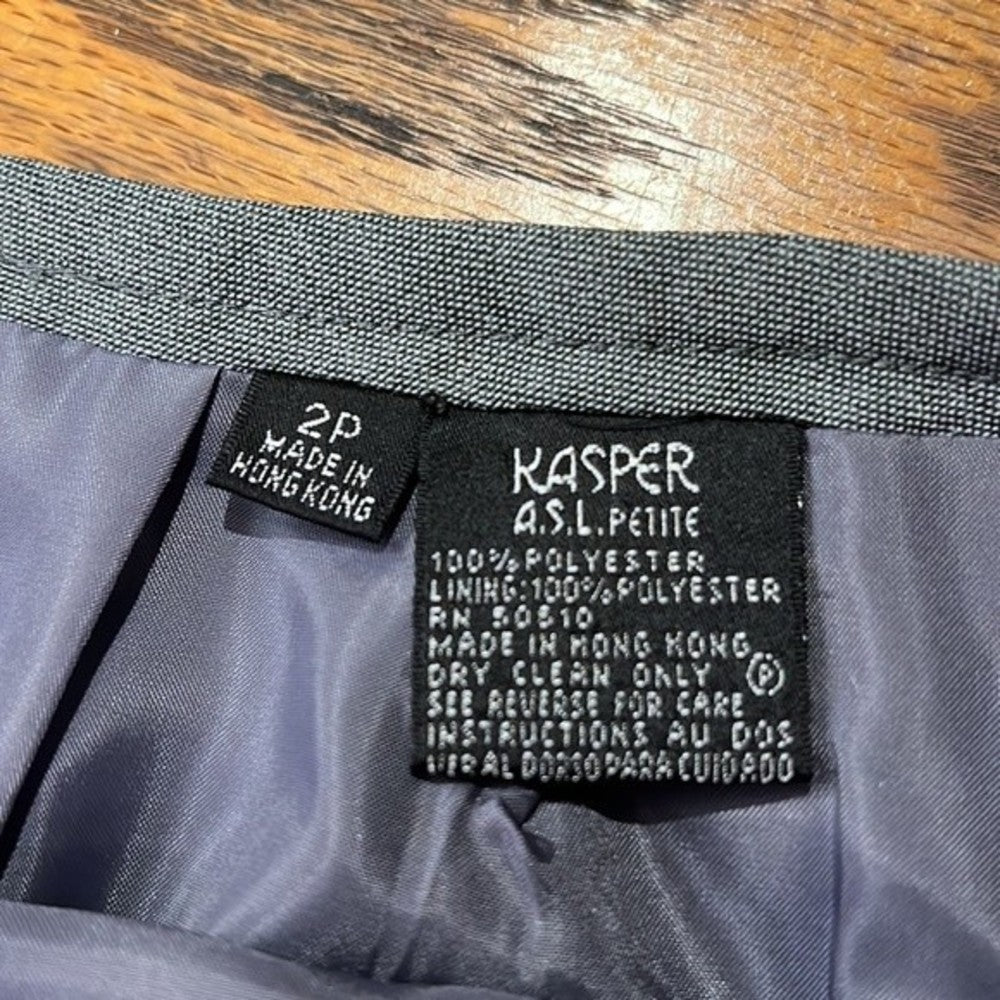 2P
MADE IN
HONG KONG
KASPER
A.S.L. PETITE
100% POLYESTER
LINING: 100% POLYESTER
RN 50510
MADE IN HONG KONG
DRY CLEAN ONLY Ⓟ
SEE REVERSE FOR CARE
INSTRUCTIONS AU DOS
VER AL DORSO PARA CUIDADO